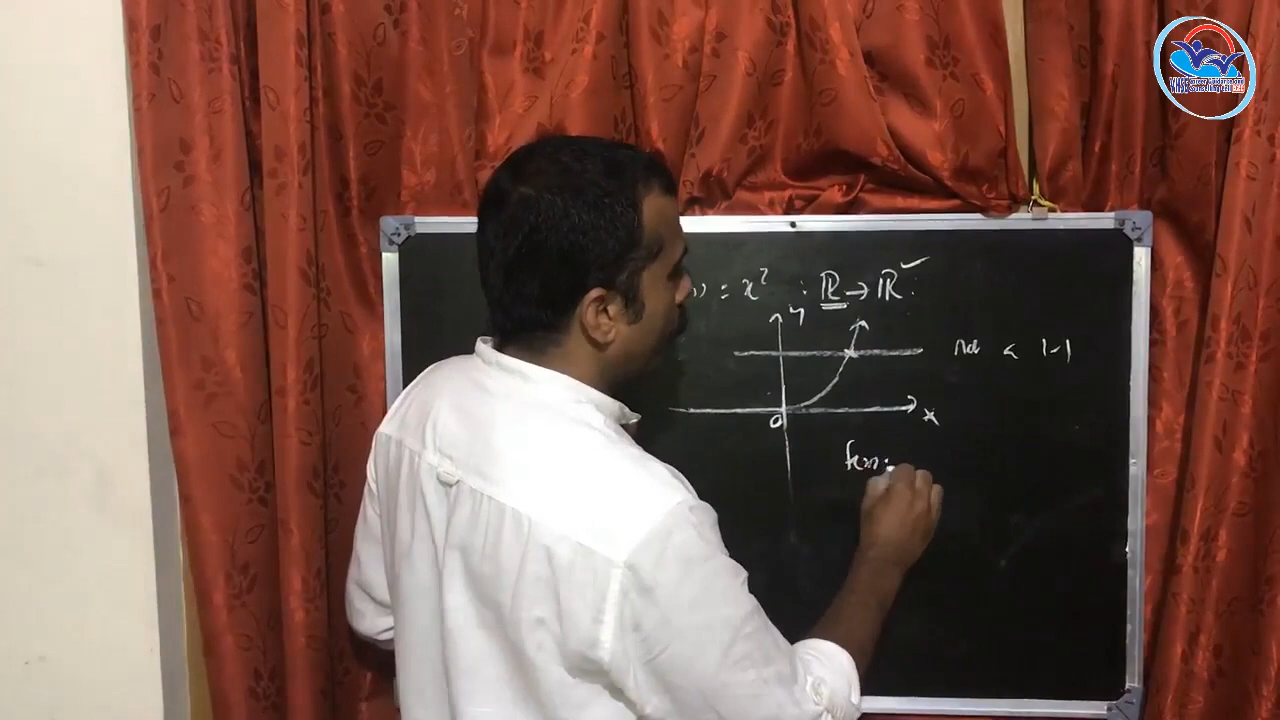 ) = x² : ℝ → ℝ ✓ :
y
Not a 1-1
0
x
f(x) =